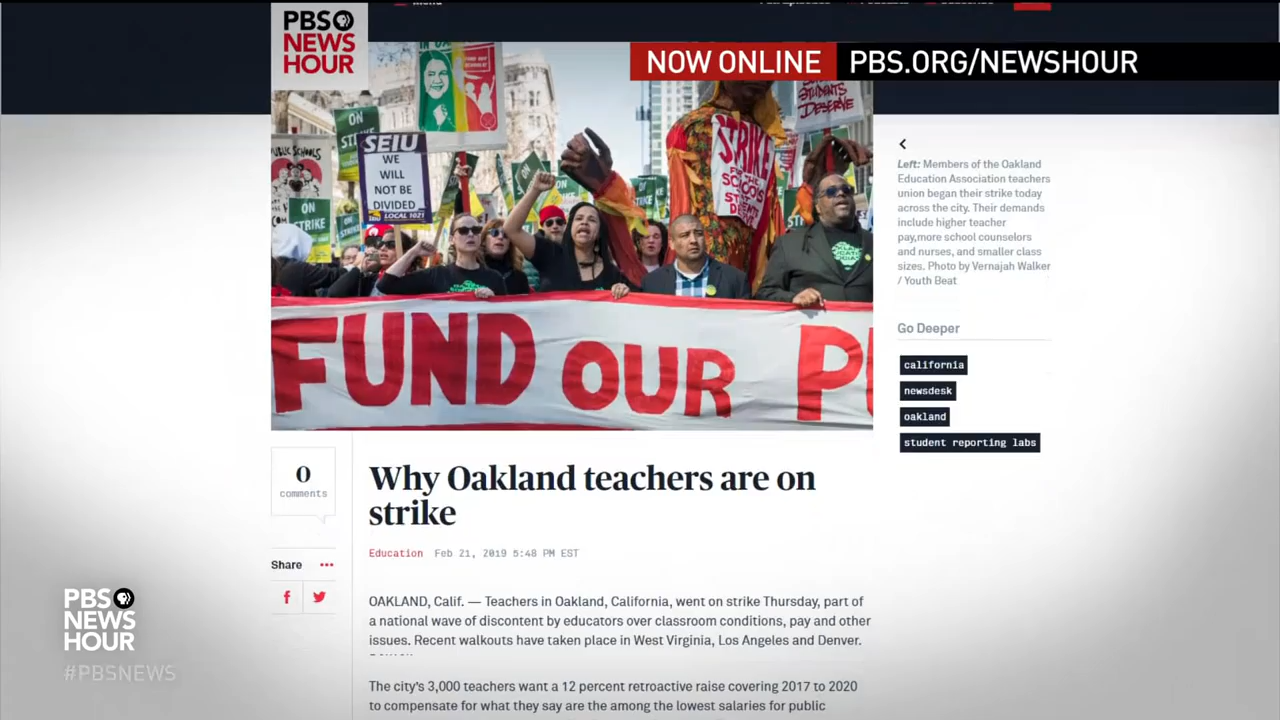 PBS
NEWS
HOUR
NOW ONLINE
PBS.ORG/NEWSHOUR
STUDENTS
DESERVE
ON
PUBLIC SCHOOLS
SEIU
WE
WILL
NOT BE
DIVIDED
LOCAL 1021
STRIKE
ON
STRIKE
FUND OUR P
Left: Members of the Oakland
Education Association teachers
union began their strike today
across the city. Their demands
include higher teacher
pay,more school counselors
and nurses, and smaller class
sizes. Photo by Vernajah Walker
/ Youth Beat
Go Deeper
california
newsdesk
oakland
student reporting labs
0
comments
Why Oakland teachers are on
strike
Education Feb 21, 2019 5:48 PM EST
Share
OAKLAND, Calif. — Teachers in Oakland, California, went on strike Thursday, part of
a national wave of discontent by educators over classroom conditions, pay and other
issues. Recent walkouts have taken place in West Virginia, Los Angeles and Denver.
The city's 3,000 teachers want a 12 percent retroactive raise covering 2017 to 2020
to compensate for what they say are the among the lowest salaries for public
PBS
NEWS
HOUR
#PBSNEWS